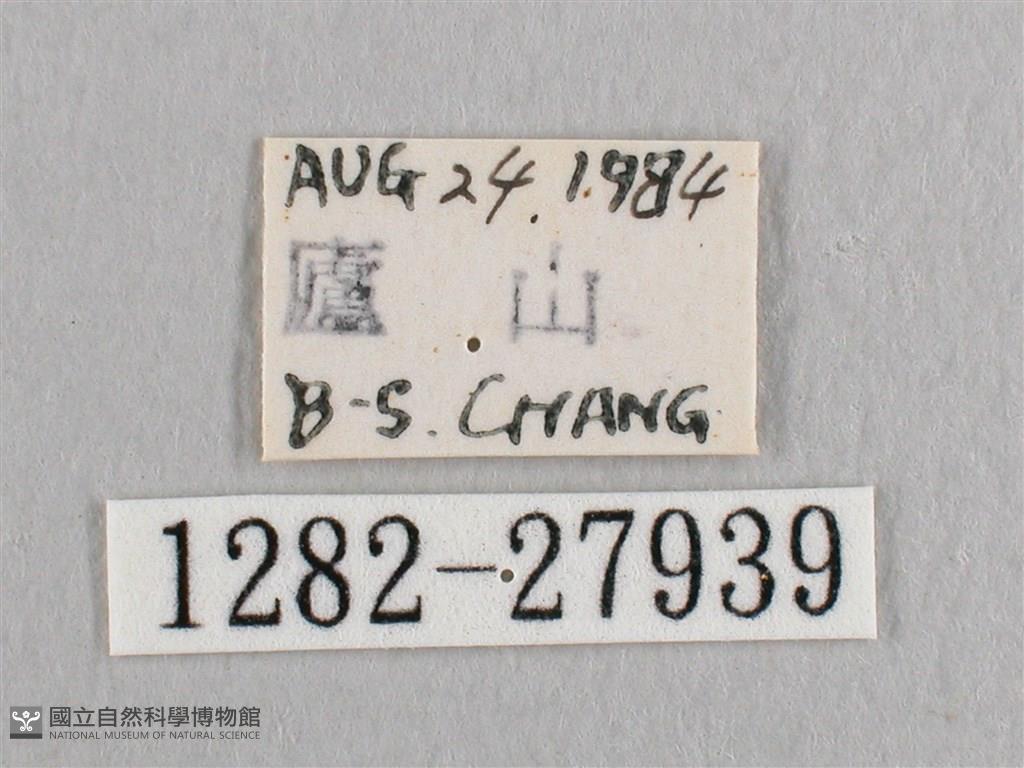 AUG 24. 1984
廬 山
B-S. CHANG
1282-27939
國立自然科學博物館
NATIONAL MUSEUM OF NATURAL SCIENCE